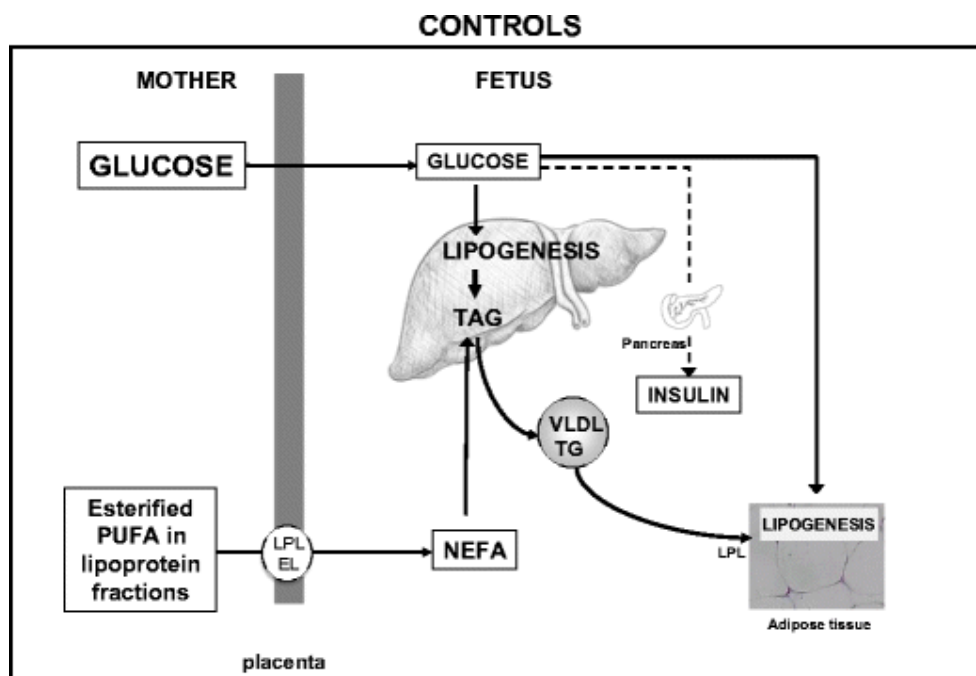 CONTROLS
MOTHER
FETUS
GLUCOSE
GLUCOSE
LIPOGENESIS
TAG
Pancreas
INSULIN
VLDL
TG
Esterified
PUFA in
lipoprotein
fractions
LPL
EL
NEFA
LPL
LIPOGENESIS
Adipose tissue
placenta